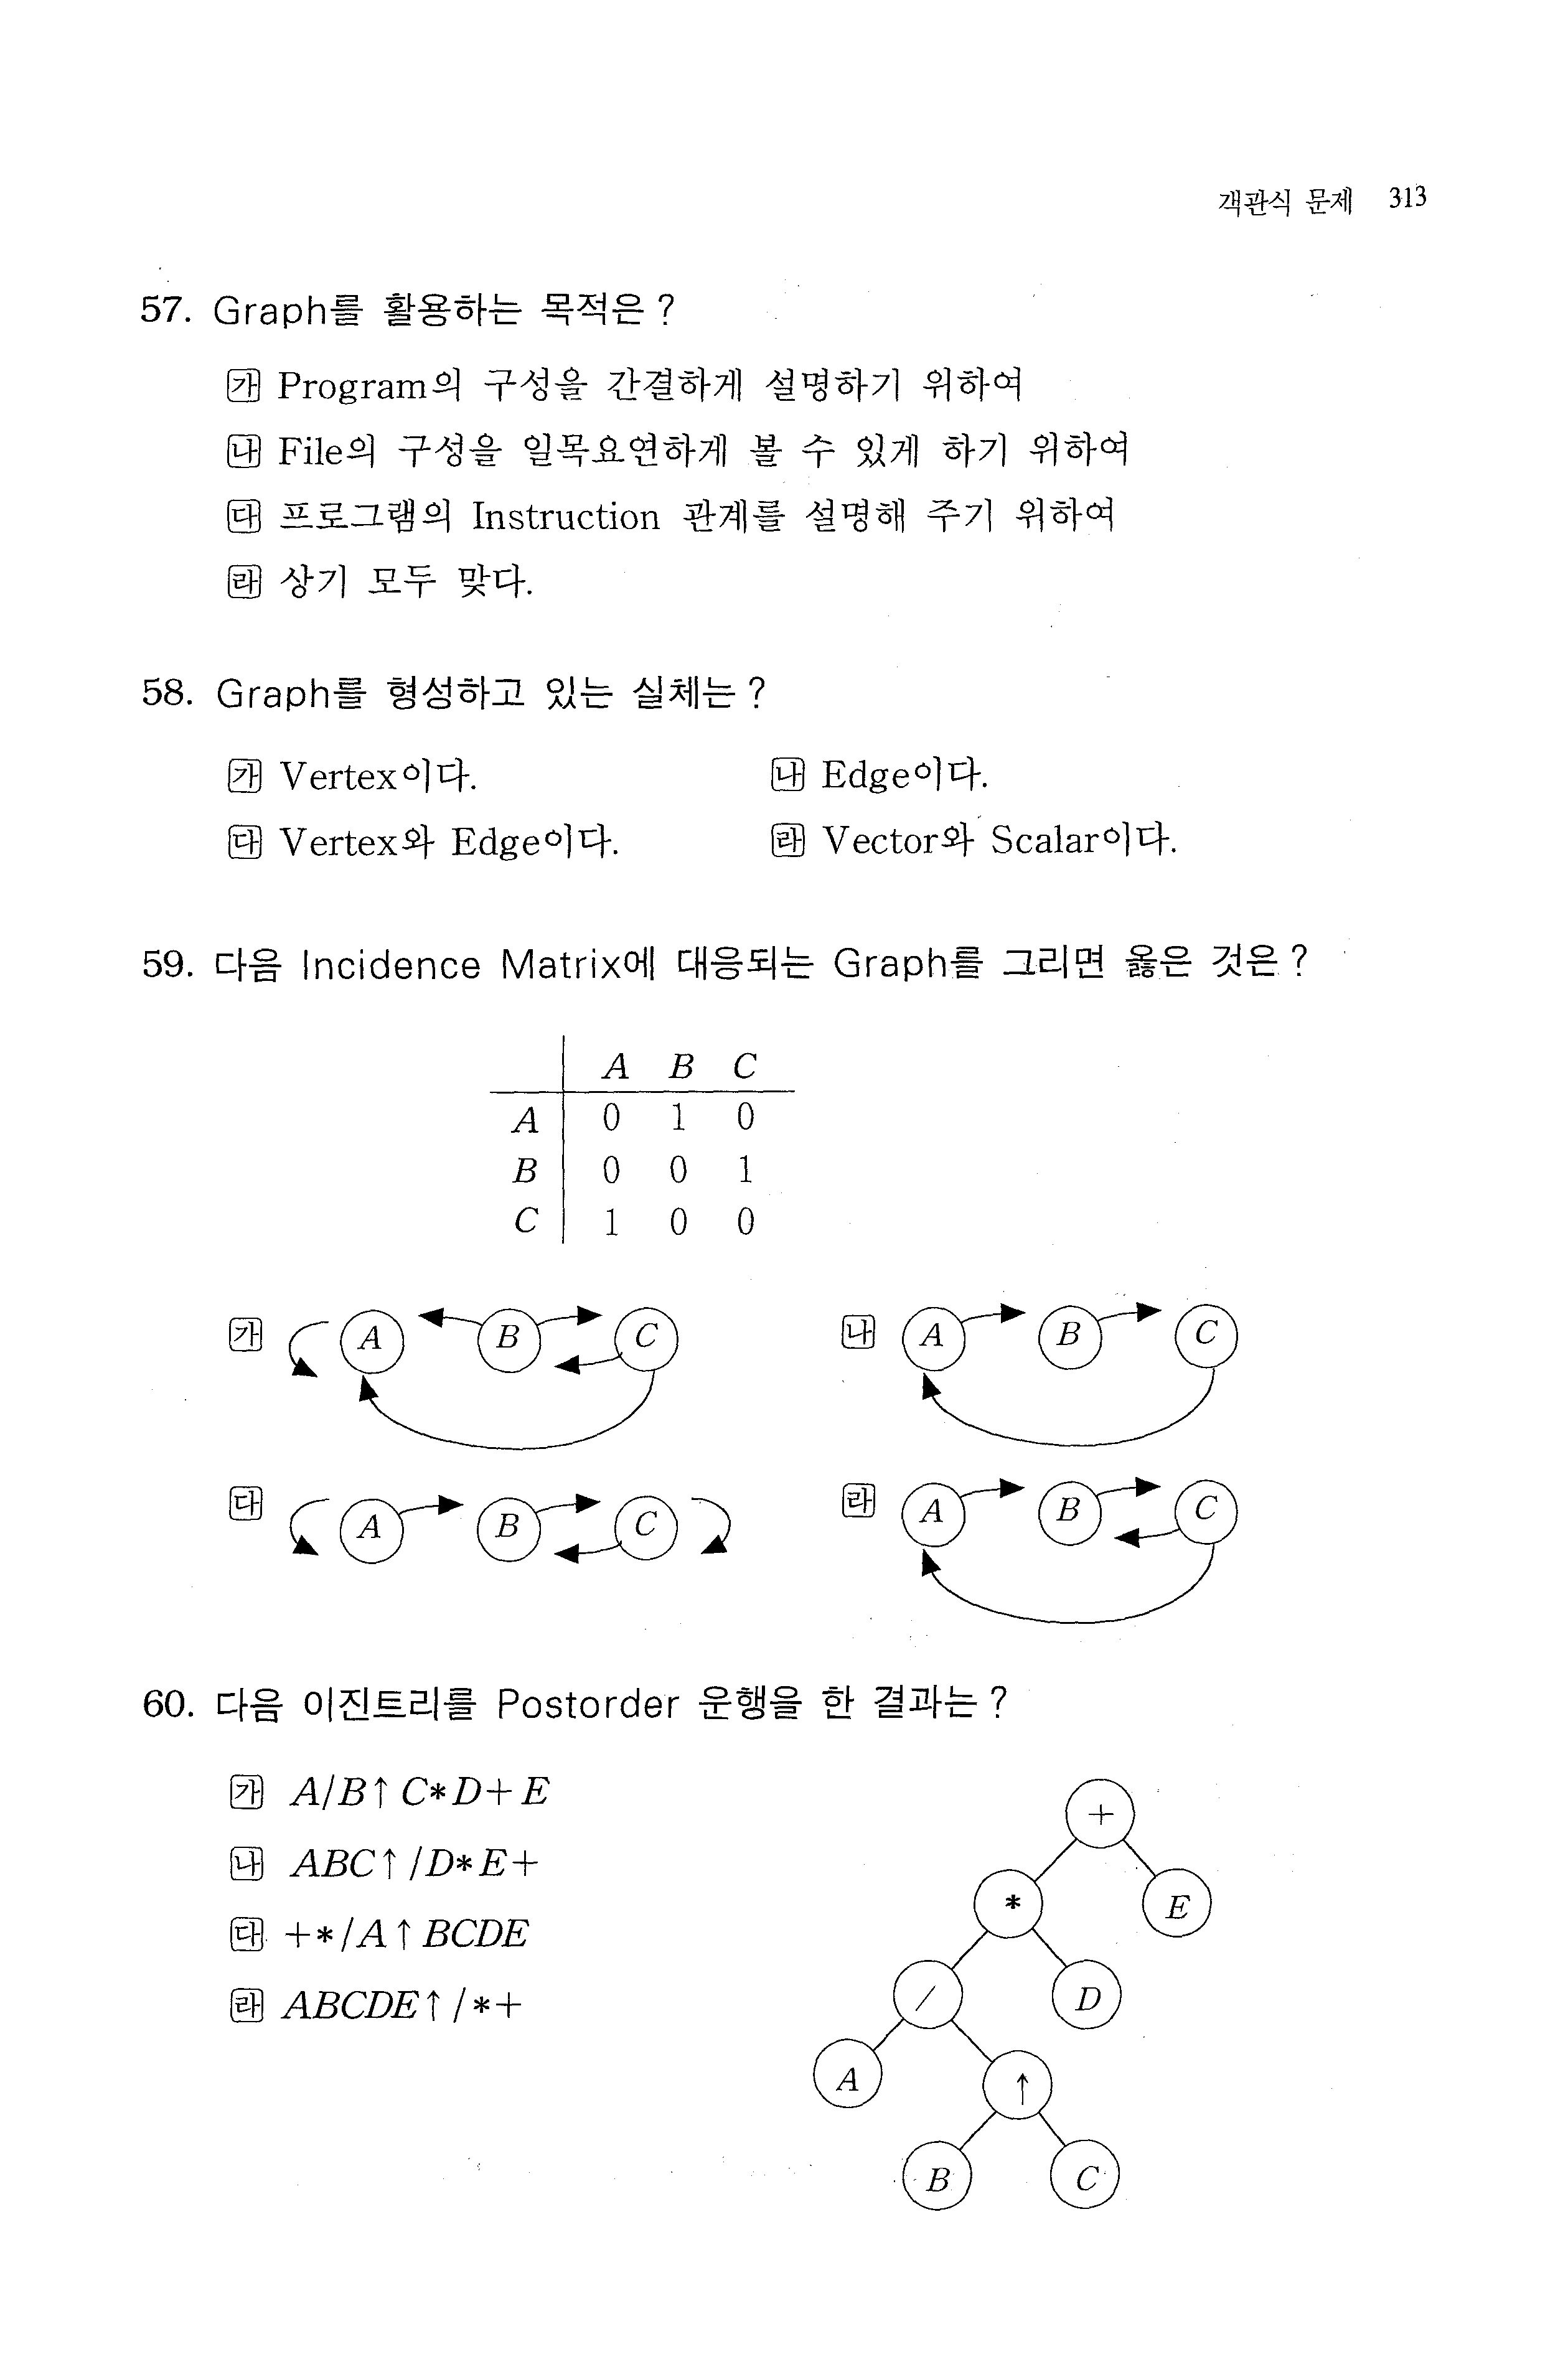 객관식 문제 313
57. Graph를 활용하는 목적은?
㉮ Program의 구성을 간결하게 설명하기 위하여
㉯ File의 구성을 일목요연하게 볼 수 있게 하기 위하여
㉰ 프로그램의 Instruction 관계를 설명해 주기 위하여
㉱ 상기 모두 맞다.
58. Graph를 형성하고 있는 실체는?
㉮ Vertex이다. ㉯ Edge이다.
㉰ Vertex와 Edge이다. ㉱ Vector와 Scalar이다.
59. 다음 Incidence Matrix에 대응되는 Graph를 그리면 옳은 것은?
A B C
A 0 1 0
B 0 0 1
C 1 0 0
㉮ A B C ㉯ A B C
㉰ A B C ㉱ A B C
60. 다음 이진트리를 Postorder 운행을 한 결과는?
㉮ A/B↑C*D+E
㉯ ABC↑/D*E+
㉰ +*/A↑BCDE
㉱ ABCDE↑/*+
+
* E
/ D
A ↑
B C